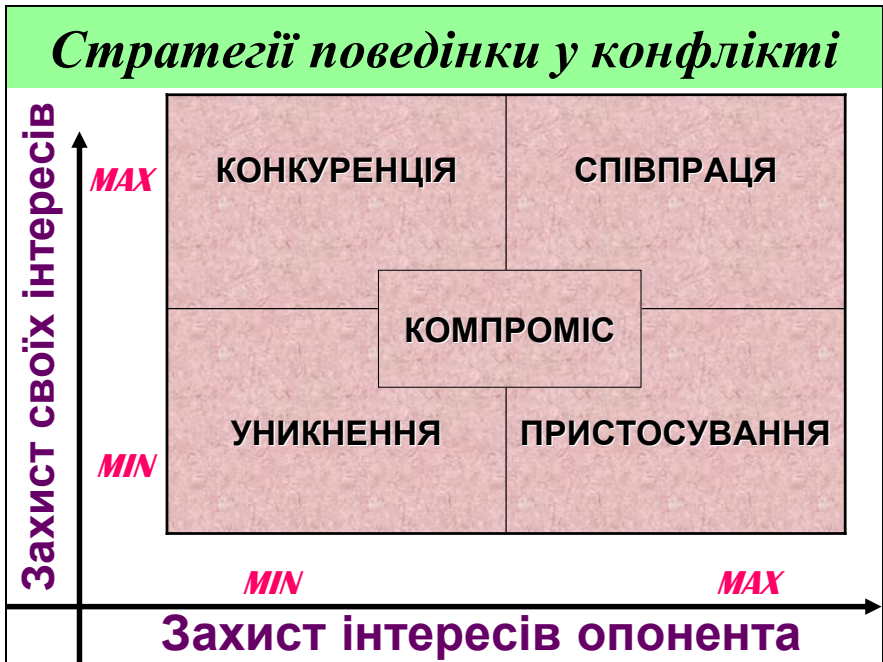 Стратегії поведінки у конфлікті
Захист своїх інтересів
MAX
КОНКУРЕНЦІЯ
СПІВПРАЦЯ
КОМПРОМІС
УНИКНЕННЯ
ПРИСТОСУВАННЯ
MIN
MIN
MAX
Захист інтересів опонента